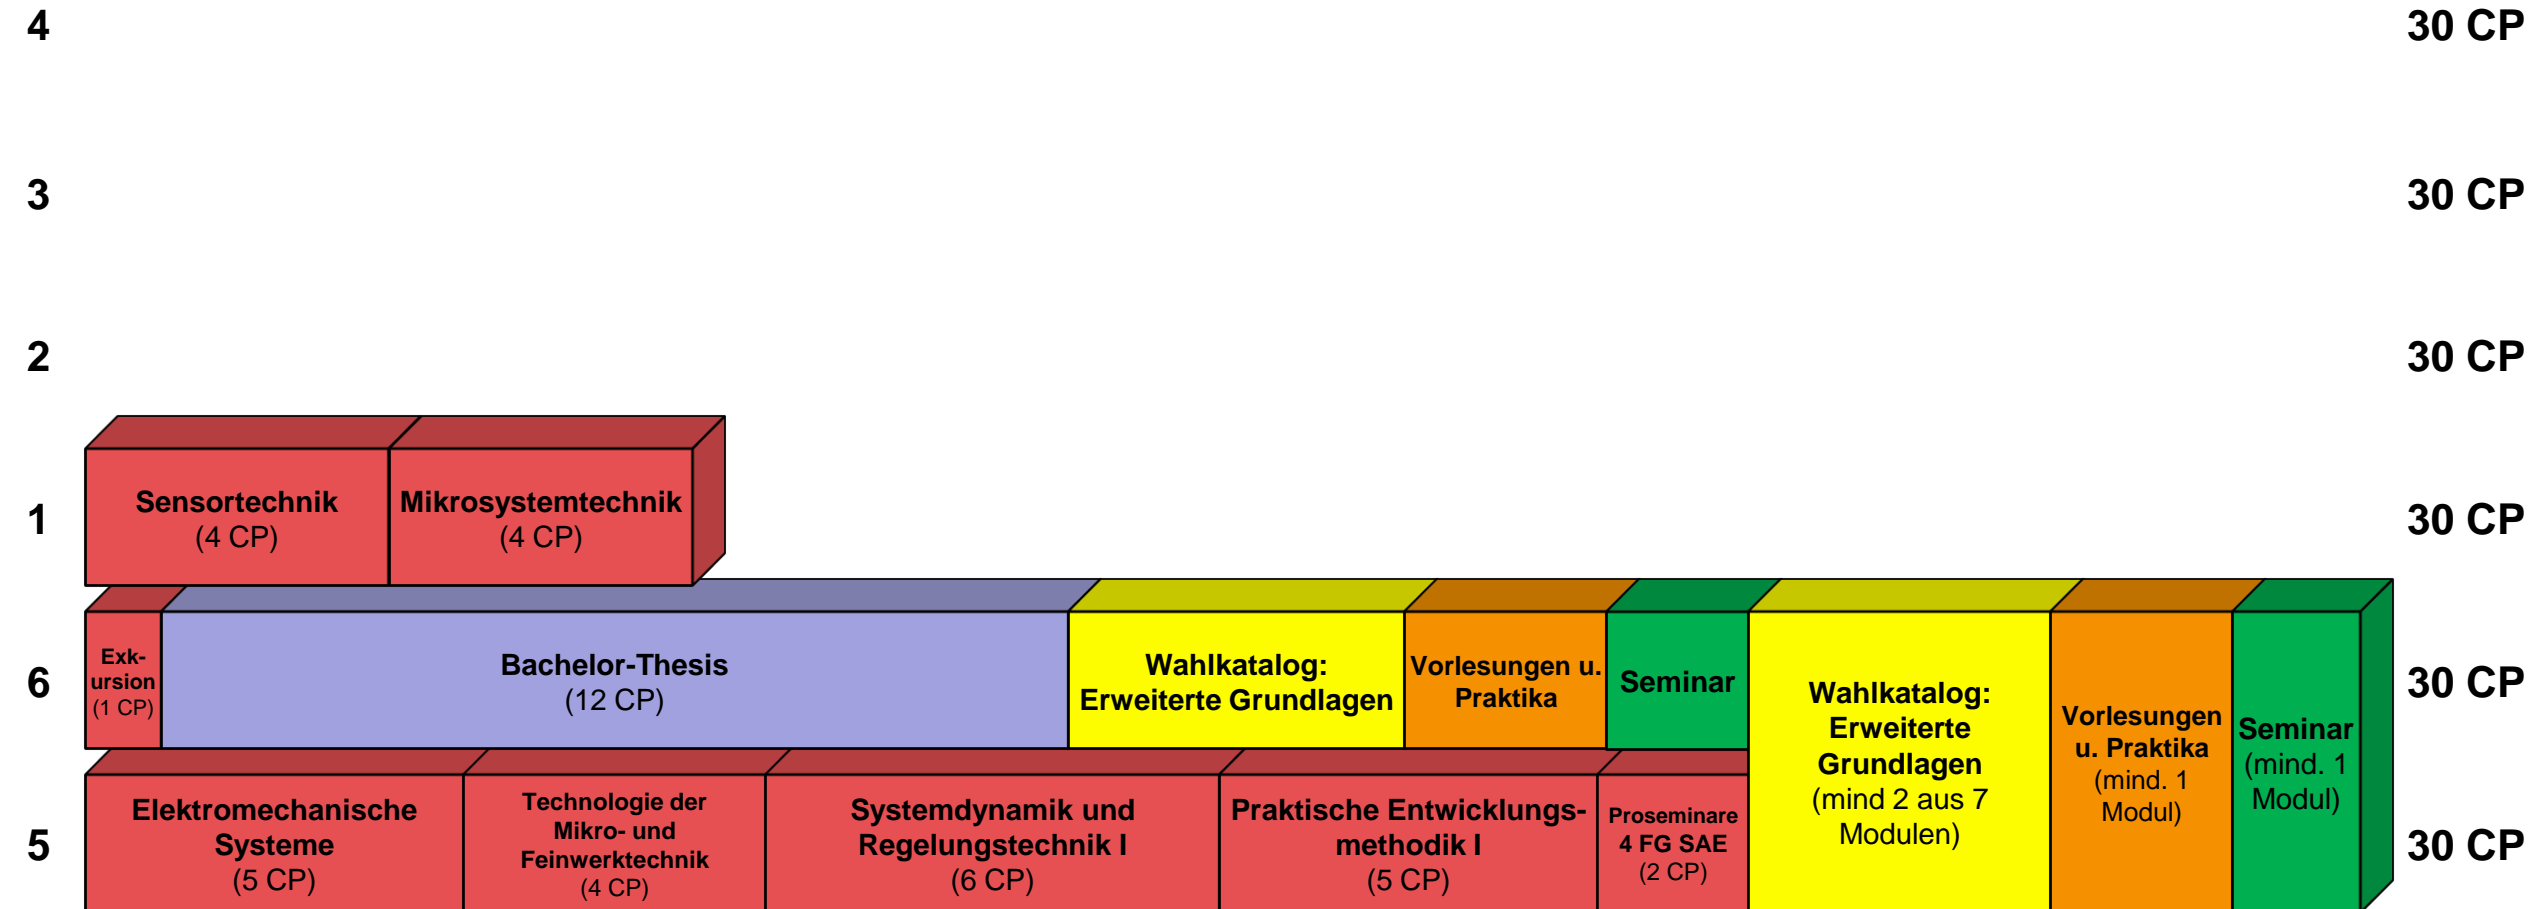 4
30 CP
3
30 CP
2
30 CP
1
Sensortechnik
(4 CP)
Mikrosystemtechnik
(4 CP)
30 CP
6
Exk-
ursion
(1 CP)
Bachelor-Thesis
(12 CP)
Wahlkatalog:
Erweiterte Grundlagen
Vorlesungen u.
Praktika
Seminar
30 CP
5
Elektromechanische
Systeme
(5 CP)
Technologie der
Mikro- und
Feinwerktechnik
(4 CP)
Systemdynamik und
Regelungstechnik I
(6 CP)
Praktische Entwicklungs-
methodik I
(5 CP)
Proseminare
4 FG SAE
(2 CP)
Wahlkatalog:
Erweiterte
Grundlagen
(mind 2 aus 7
Modulen)
Vorlesungen
u. Praktika
(mind. 1
Modul)
Seminar
(mind. 1
Modul)
30 CP